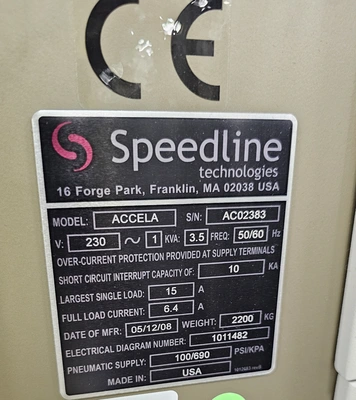 CE
Speedline
technologies
16 Forge Park, Franklin, MA 02038 USA
MODEL: ACCELA S/N: AC02383
V: 230 ~ 1 KVA: 3.5 FREQ: 50/60 Hz
OVER-CURRENT PROTECTION PROVIDED AT SUPPLY TERMINALS
SHORT CIRCUIT INTERRUPT CAPACITY OF: 10 KA
LARGEST SINGLE LOAD: 15 A
FULL LOAD CURRENT: 6.4 A
DATE OF MFR: 05/12/08 WEIGHT: 2200 KG
ELECTRICAL DIAGRAM NUMBER: 1011482
PNEUMATIC SUPPLY: 100/690 PSI/KPA
MADE IN: USA